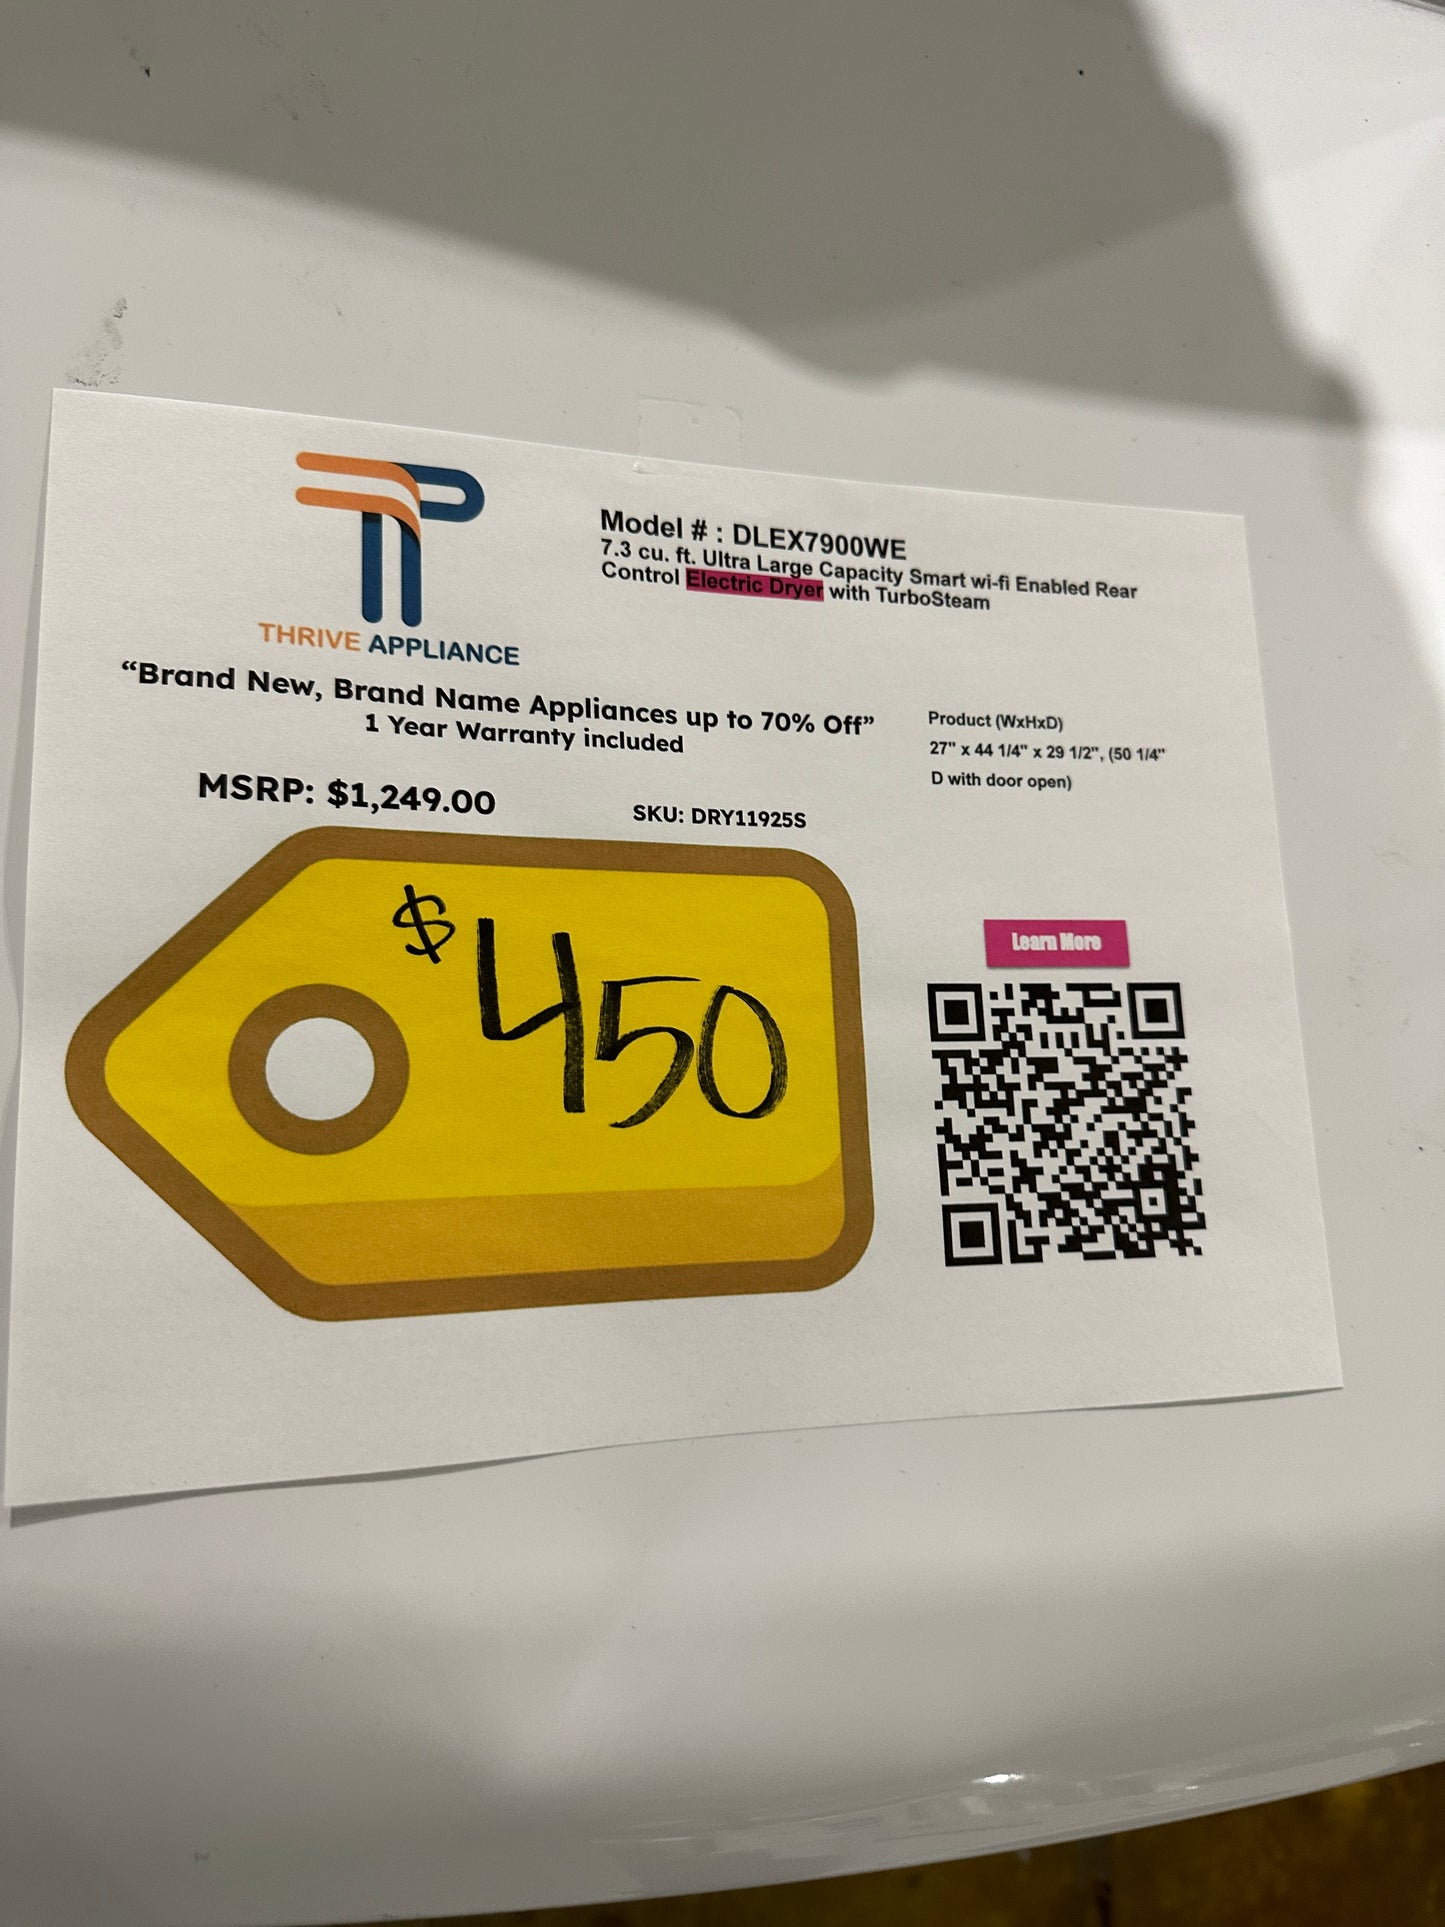 THRIVE APPLIANCE
"Brand New, Brand Name Appliances up to 70% Off"
1 Year Warranty included
MSRP: $1,249.00
SKU: DRY11925S
$450
Model # : DLEX7900WE
7.3 cu. ft. Ultra Large Capacity Smart wi-fi Enabled Rear
Control Electric Dryer with TurboSteam
Product (WxHxD)
27" x 44 1/4" x 29 1/2", (50 1/4"
D with door open)
Learn More